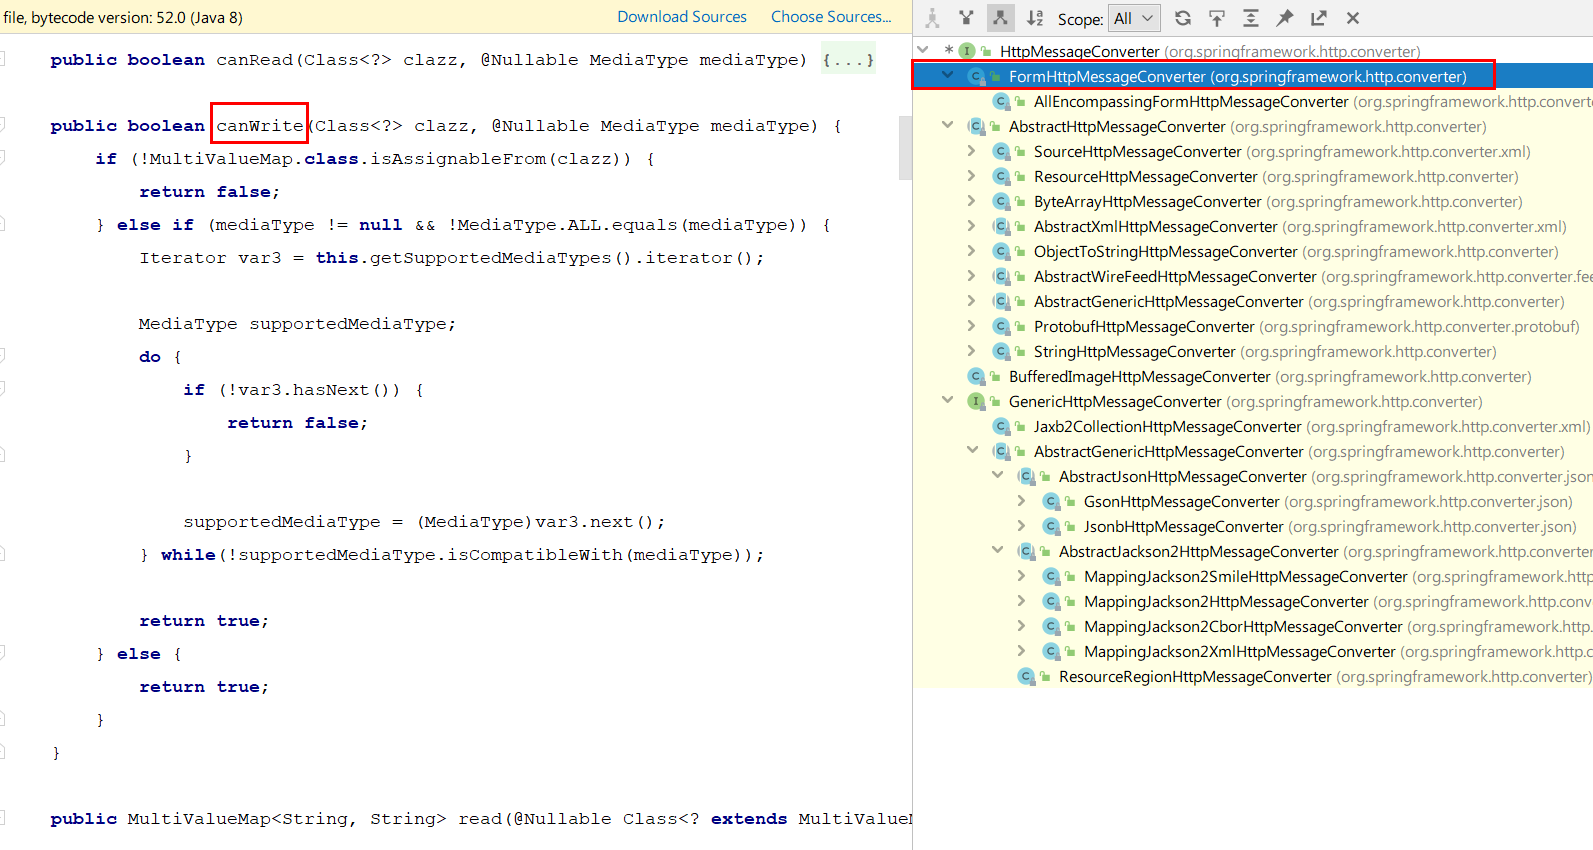 file, bytecode version: 52.0 (Java 8)
Download Sources
Choose Sources...
public boolean canRead(Class<?> clazz, @Nullable MediaType mediaType) {...}
public boolean canWrite(Class<?> clazz, @Nullable MediaType mediaType) {
if (!MultiValueMap.class.isAssignableFrom(clazz)) {
return false;
} else if (mediaType != null && !MediaType.ALL.equals(mediaType)) {
Iterator var3 = this.getSupportedMediaTypes().iterator();
MediaType supportedMediaType;
do {
if (!var3.hasNext()) {
return false;
}
supportedMediaType = (MediaType)var3.next();
} while(!supportedMediaType.isCompatibleWith(mediaType));
return true;
} else {
return true;
}
}
public MultiValueMap<String, String> read(@Nullable Class<? extends MultiValueM
Scope: All
* HttpMessageConverter (org.springframework.http.converter)
FormHttpMessageConverter (org.springframework.http.converter)
AllEncompassingFormHttpMessageConverter (org.springframework.http.converte
AbstractHttpMessageConverter (org.springframework.http.converter)
SourceHttpMessageConverter (org.springframework.http.converter.xml)
ResourceHttpMessageConverter (org.springframework.http.converter)
ByteArrayHttpMessageConverter (org.springframework.http.converter)
AbstractXmlHttpMessageConverter (org.springframework.http.converter.xml)
ObjectToStringHttpMessageConverter (org.springframework.http.converter)
AbstractWireFeedHttpMessageConverter (org.springframework.http.converter.fee
AbstractGenericHttpMessageConverter (org.springframework.http.converter)
ProtobufHttpMessageConverter (org.springframework.http.converter.protobuf)
StringHttpMessageConverter (org.springframework.http.converter)
BufferedImageHttpMessageConverter (org.springframework.http.converter)
GenericHttpMessageConverter (org.springframework.http.converter)
Jaxb2CollectionHttpMessageConverter (org.springframework.http.converter.xml)
AbstractGenericHttpMessageConverter (org.springframework.http.converter)
AbstractJsonHttpMessageConverter (org.springframework.http.converter.json
GsonHttpMessageConverter (org.springframework.http.converter.json)
JsonbHttpMessageConverter (org.springframework.http.converter.json)
AbstractJackson2HttpMessageConverter (org.springframework.http.converter
MappingJackson2SmileHttpMessageConverter (org.springframework.http
MappingJackson2HttpMessageConverter (org.springframework.http.conv
MappingJackson2CborHttpMessageConverter (org.springframework.http.
MappingJackson2XmlHttpMessageConverter (org.springframework.http.c
ResourceRegionHttpMessageConverter (org.springframework.http.converter)